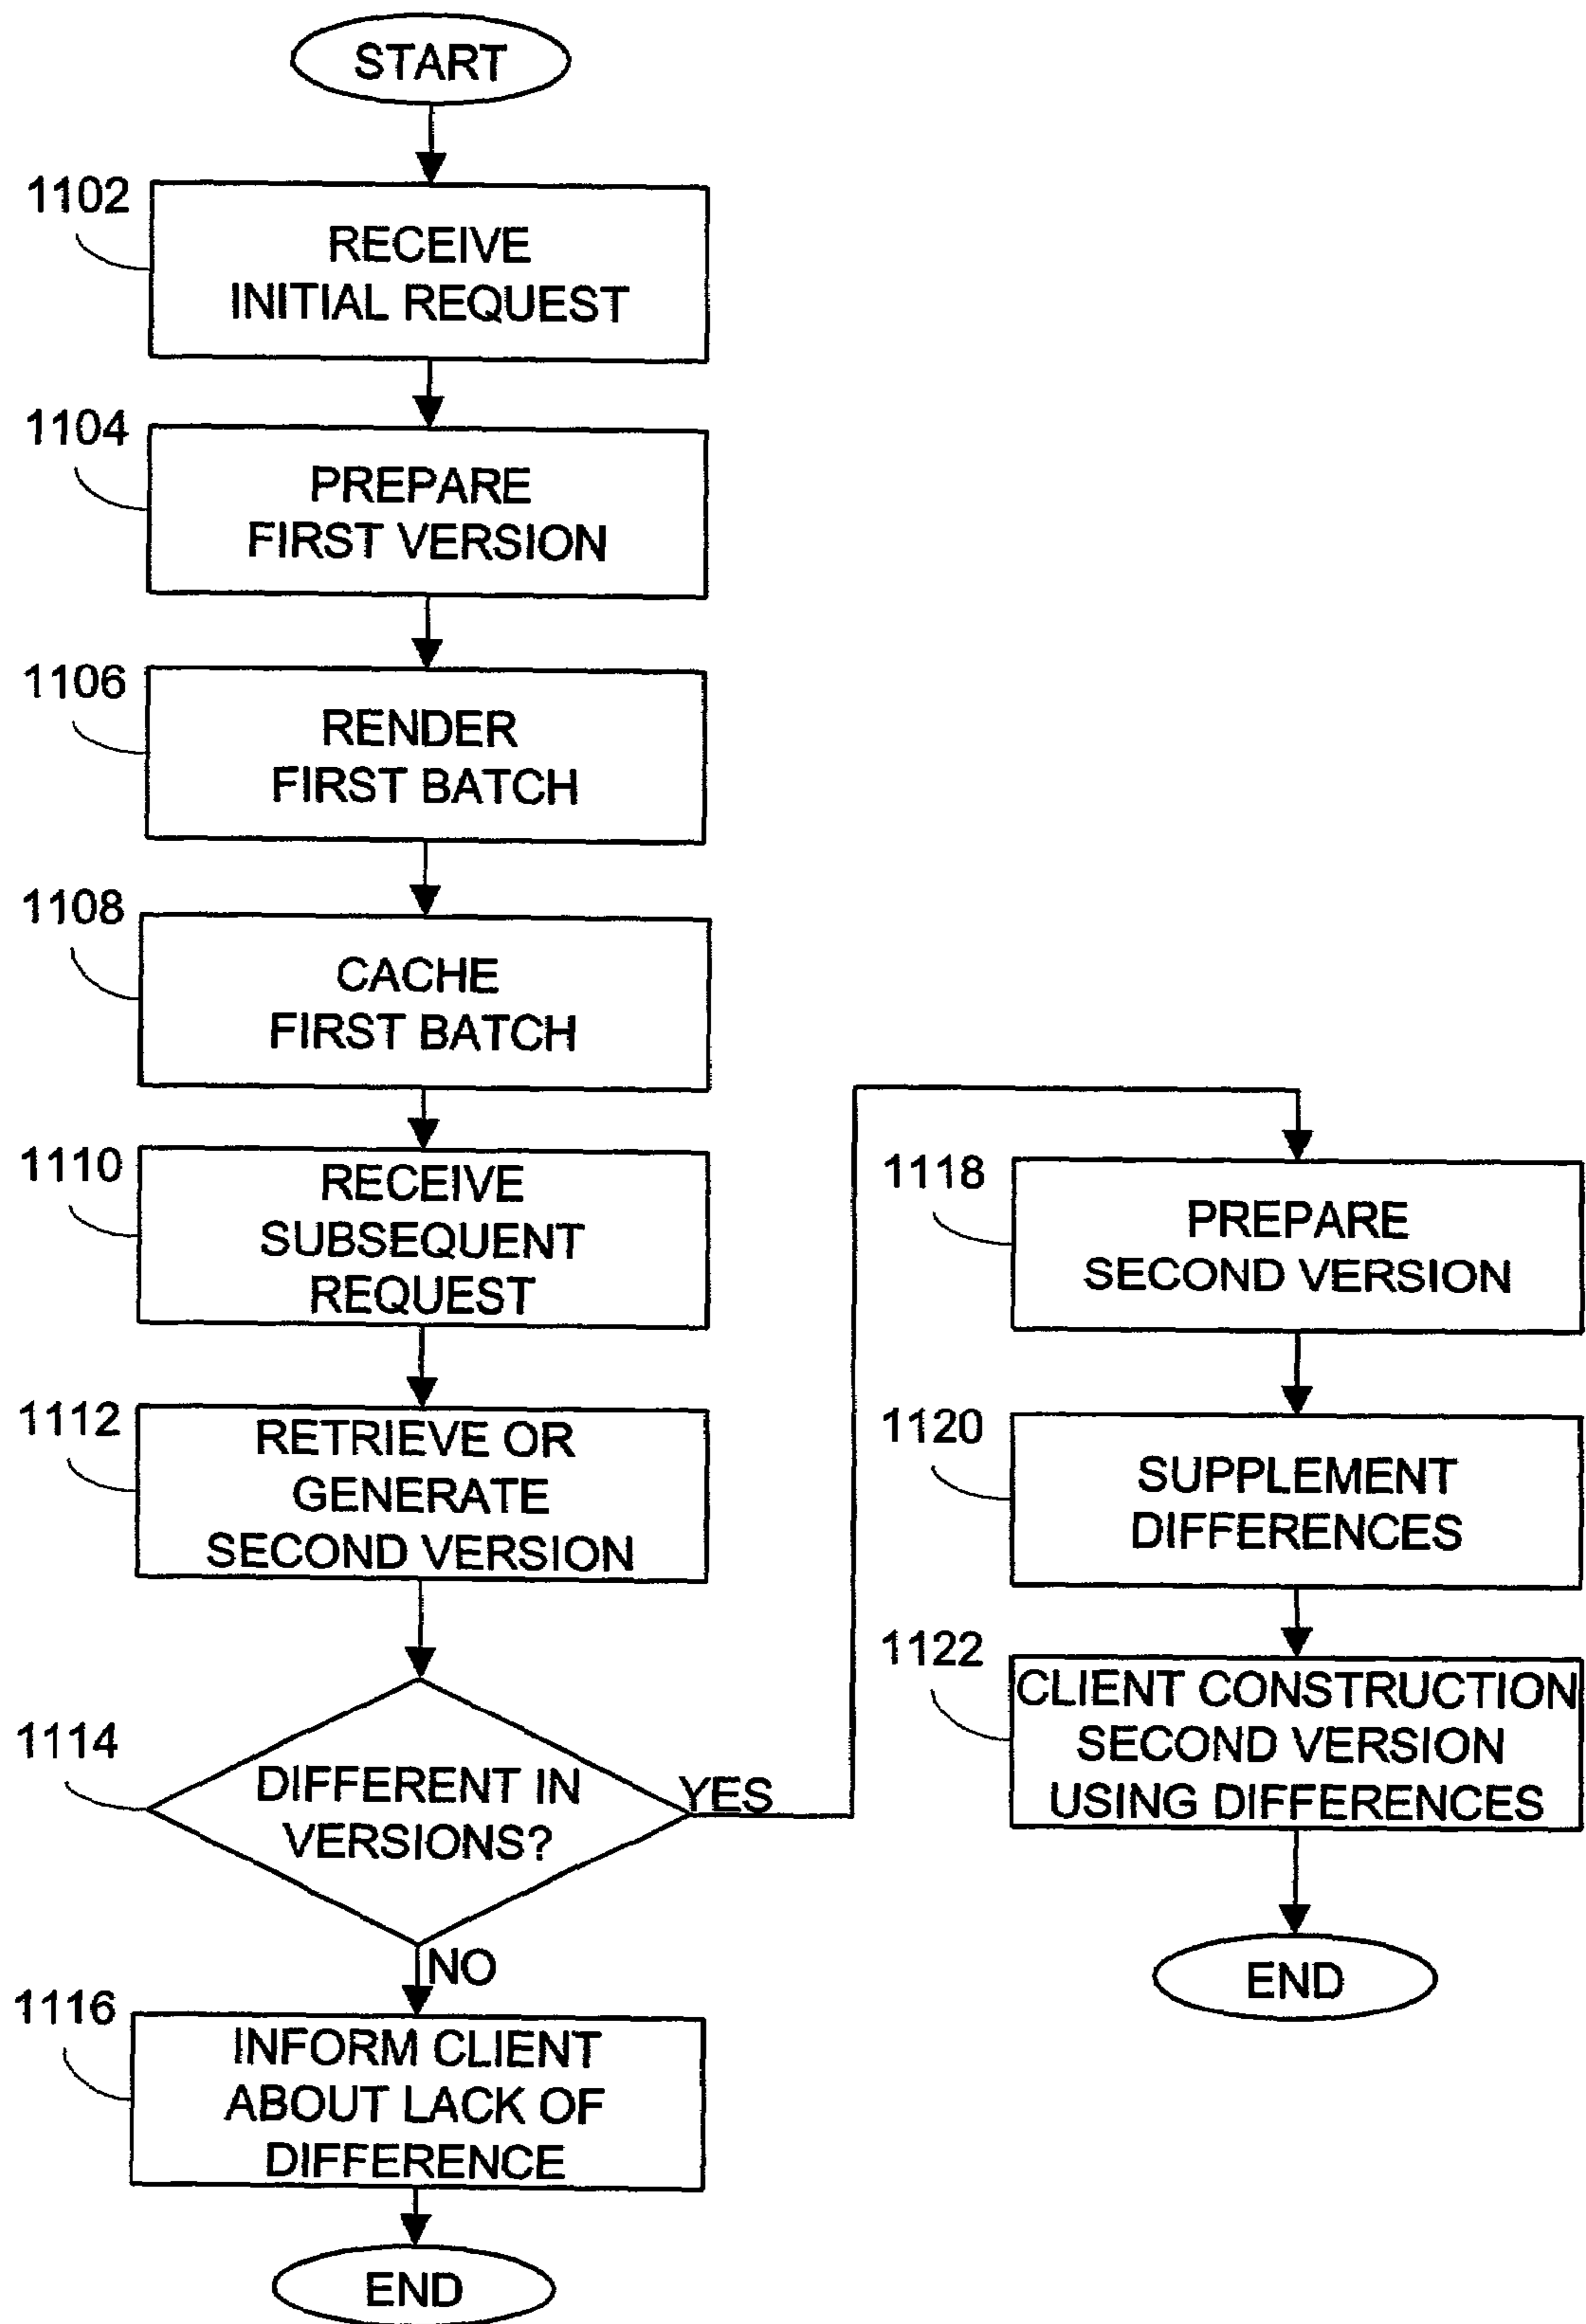 START
1102
RECEIVE
INITIAL REQUEST
1104
PREPARE
FIRST VERSION
1106
RENDER
FIRST BATCH
1108
CACHE
FIRST BATCH
1110
RECEIVE
SUBSEQUENT
REQUEST
1112
RETRIEVE OR
GENERATE
SECOND VERSION
1114
DIFFERENT IN
VERSIONS?
YES
NO
1116
INFORM CLIENT
ABOUT LACK OF
DIFFERENCE
END
1118
PREPARE
SECOND VERSION
1120
SUPPLEMENT
DIFFERENCES
1122
CLIENT CONSTRUCTION
SECOND VERSION
USING DIFFERENCES
END